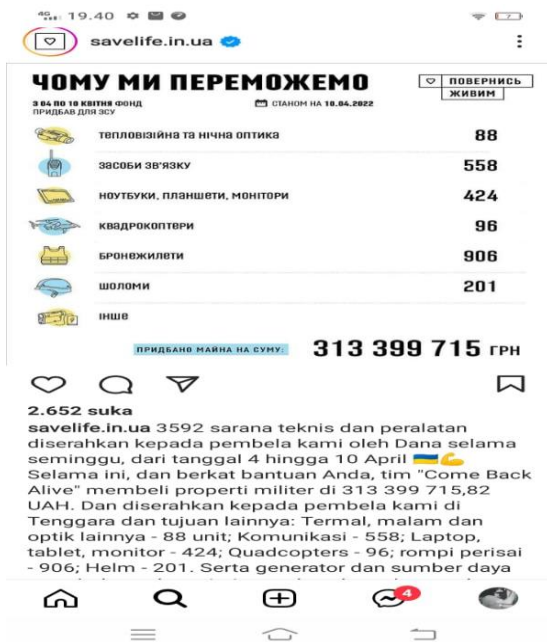 4G 19.40
savelife.in.ua
ЧОМУ МИ ПЕРЕМОЖЕМО
ПОВЕРНИСЬ
ЖИВИМ
З 04 ПО 10 КВІТНЯ ФОНД
ПРИДБАВ ДЛЯ ЗСУ
СТАНОМ НА 10.04.2022
ТЕПЛОВІЗІЙНА ТА НІЧНА ОПТИКА 88
ЗАСОБИ ЗВ'ЯЗКУ 558
НОУТБУКИ, ПЛАНШЕТИ, МОНІТОРИ 424
КВАДРОКОПТЕРИ 96
БРОНЕЖИЛЕТИ 906
ШОЛОМИ 201
ІНШЕ
ПРИДБАНО МАЙНА НА СУМУ: 313 399 715 ГРН
2.652 suka
savelife.in.ua 3592 sarana teknis dan peralatan
diserahkan kepada pembela kami oleh Dana selama
seminggu, dari tanggal 4 hingga 10 April
Selama ini, dan berkat bantuan Anda, tim "Come Back
Alive" membeli properti militer di 313 399 715,82
UAH. Dan diserahkan kepada pembela kami di
Tenggara dan tujuan lainnya: Termal, malam dan
optik lainnya - 88 unit; Komunikasi - 558; Laptop,
tablet, monitor - 424; Quadcopters - 96; rompi perisai
- 906; Helm - 201. Serta generator dan sumber daya
4